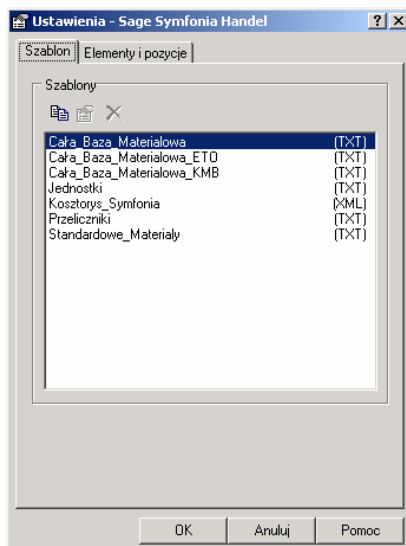 Ustawienia - Sage Symfonia Handel
Szablon Elementy i pozycje
Szablony
Cała_Baza_Materialowa (TXT)
Cała_Baza_Materialowa_ETO (TXT)
Cała_Baza_Materialowa_KMB (TXT)
Jednostki (TXT)
Kosztorys_Symfonia (XML)
Przeliczniki (TXT)
Standardowe_Materialy (TXT)
OK Anuluj Pomoc